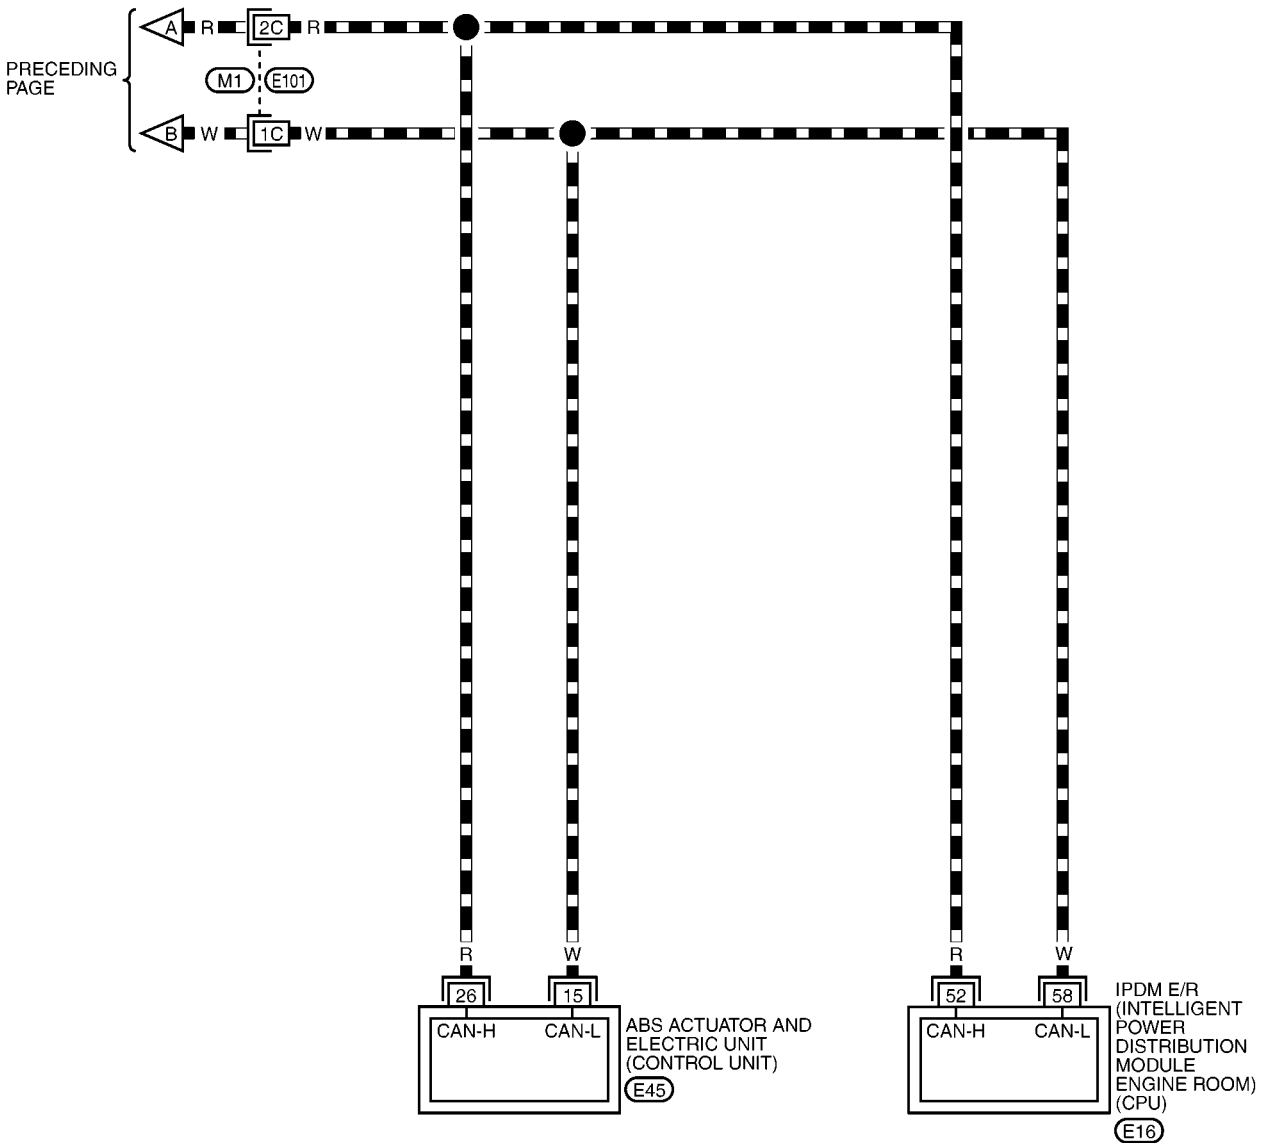 A R 2C R
PRECEDING
PAGE
M1 E101
B W 1C W
R W R W
26 15 52 58
CAN-H CAN-L CAN-H CAN-L
ABS ACTUATOR AND
ELECTRIC UNIT
(CONTROL UNIT)
E45
IPDM E/R
(INTELLIGENT
POWER
DISTRIBUTION
MODULE
ENGINE ROOM)
(CPU)
E16